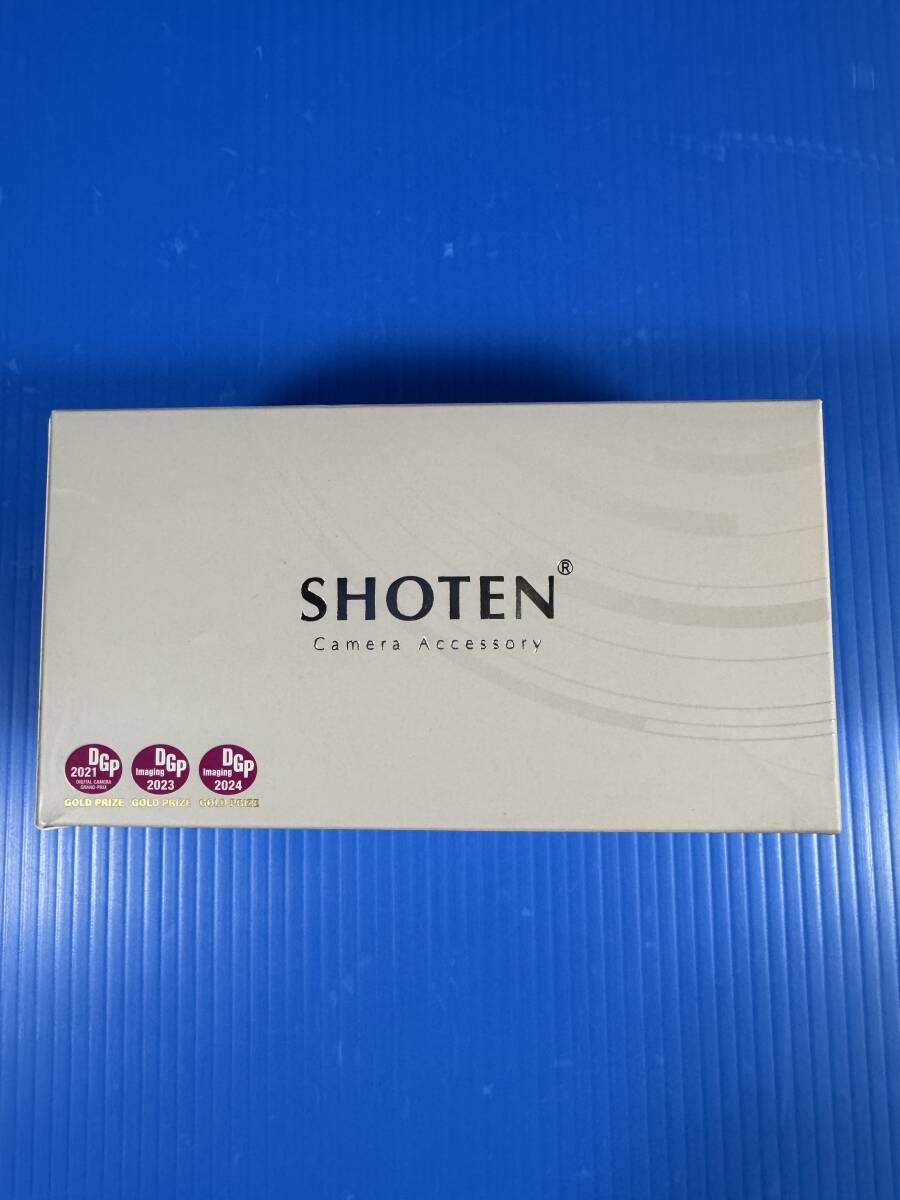 SHOTEN®
Camera Accessory
DGP
2021
DIGITAL CAMERA
GRAND-PRIX
GOLD PRIZE
DGP
Imaging
2023
GOLD PRIZE
DGP
Imaging
2024
GOLD PRIZE